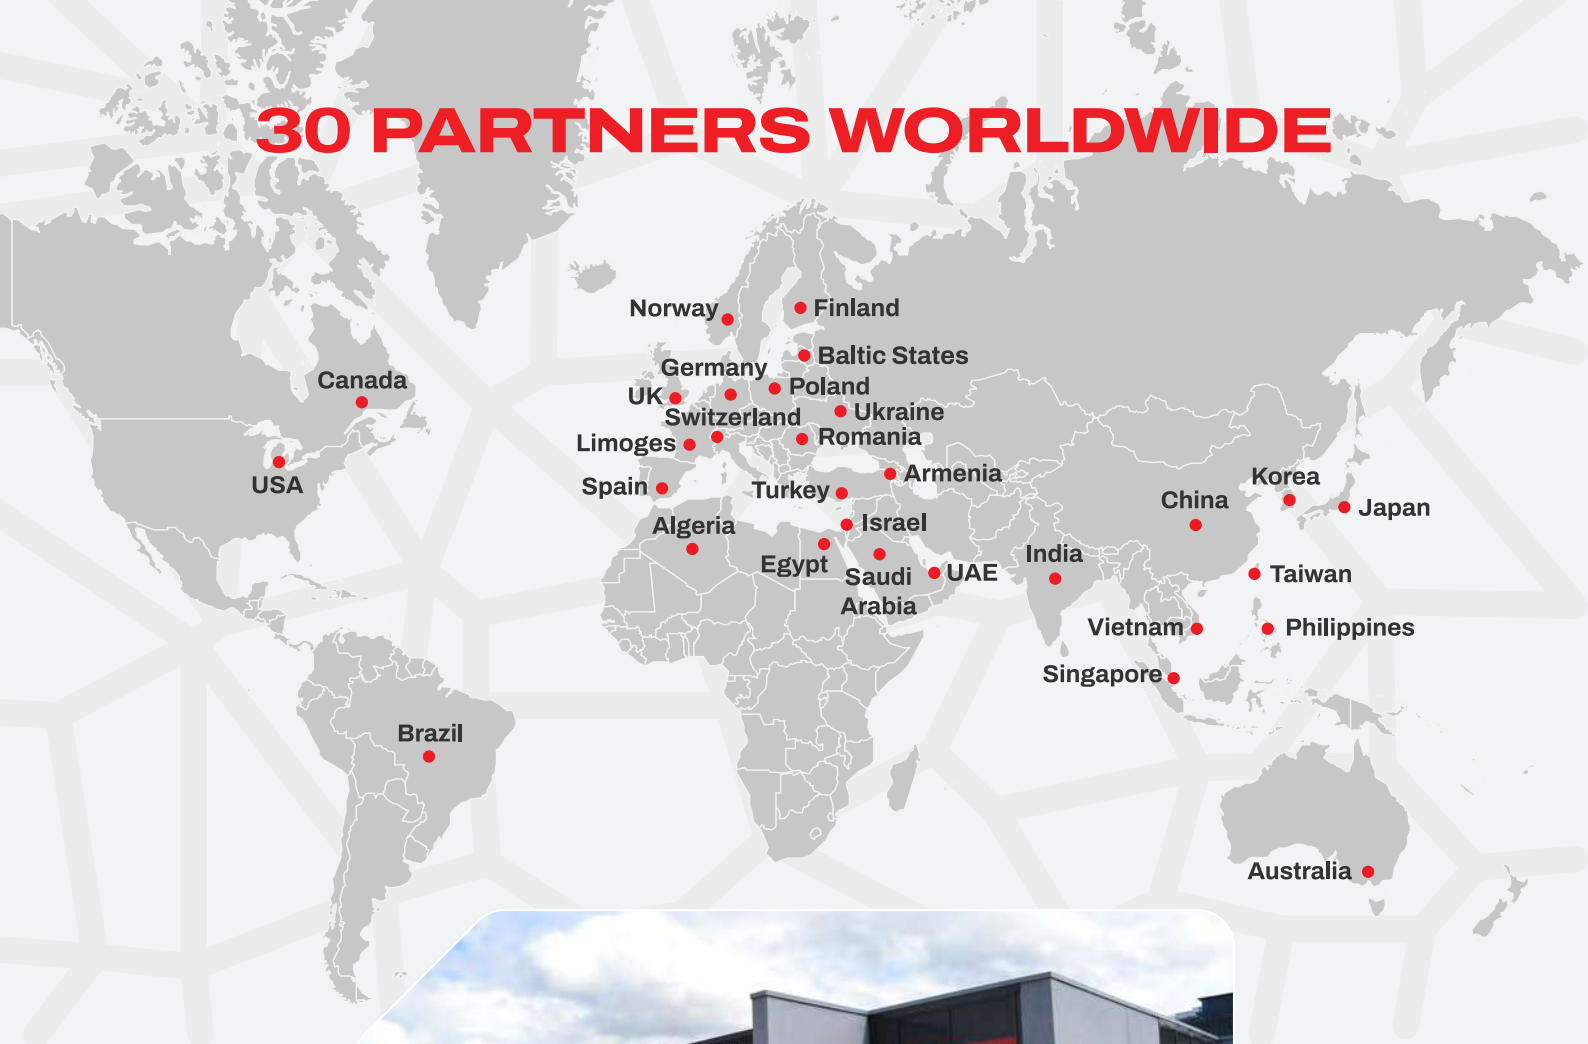 30 PARTNERS WORLDWIDE
Norway
Finland
Baltic States
Germany
Poland
Canada
UK
Ukraine
Switzerland
Romania
Limoges
Armenia
USA
Spain
Turkey
Korea
China
Japan
Algeria
Israel
Egypt
India
Saudi
Arabia
UAE
Taiwan
Vietnam
Philippines
Singapore
Brazil
Australia